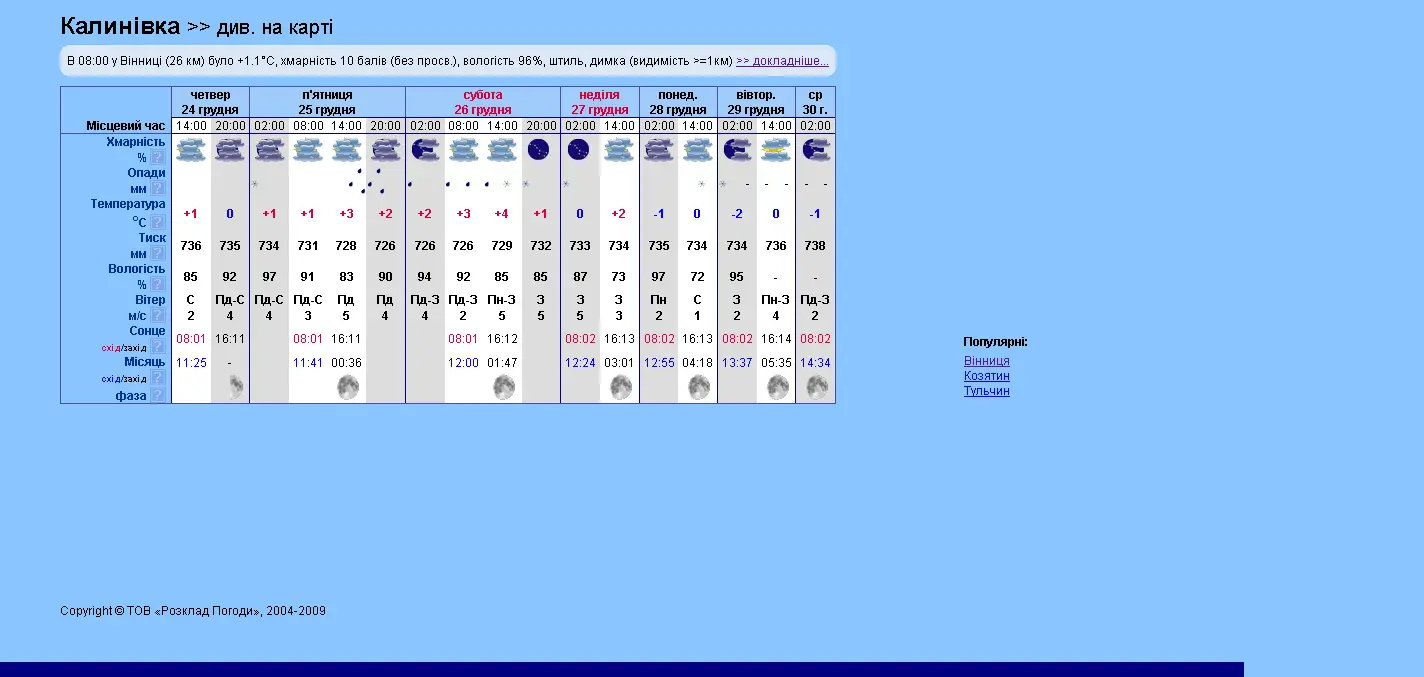 Калинівка >> див. на карті
В 08:00 у Вінниці (26 км) було +1.1°C, хмарність 10 балів (без просв.), вологість 96%, штиль, димка (видимість >=1км) >> докладніше...
четвер п'ятниця субота неділя понед. вівтор. ср
24 грудня 25 грудня 26 грудня 27 грудня 28 грудня 29 грудня 30 г.
Місцевий час 14:00 20:00 02:00 08:00 14:00 20:00 02:00 08:00 14:00 20:00 02:00 14:00 02:00 14:00 02:00 14:00 02:00
Хмарність
% ?
Опади
мм ? - - - - -
Температура
°C ? +1 0 +1 +1 +3 +2 +2 +3 +4 +1 0 +2 -1 0 -2 0 -1
Тиск
мм ? 736 735 734 731 728 726 726 726 729 732 733 734 735 734 734 736 738
Вологість
% ? 85 92 97 91 83 90 94 92 85 85 87 73 97 72 95 - -
Вітер С Пд-С Пд-С Пд-С Пд Пд Пд-З Пд-З Пн-З З З З Пн С З Пн-З Пд-З
м/с ? 2 4 4 3 5 4 4 2 5 5 5 3 2 1 2 4 2
Сонце
схід/захід ? 08:01 16:11 08:01 16:11 08:01 16:12 08:02 16:13 08:02 16:13 08:02 16:14 08:02
Місяць 11:25 - 11:41 00:36 12:00 01:47 12:24 03:01 12:55 04:18 13:37 05:35 14:34
схід/захід ?
фаза ?
Популярні:
Вінниця
Козятин
Тульчин
Copyright © ТОВ «Розклад Погоди», 2004-2009